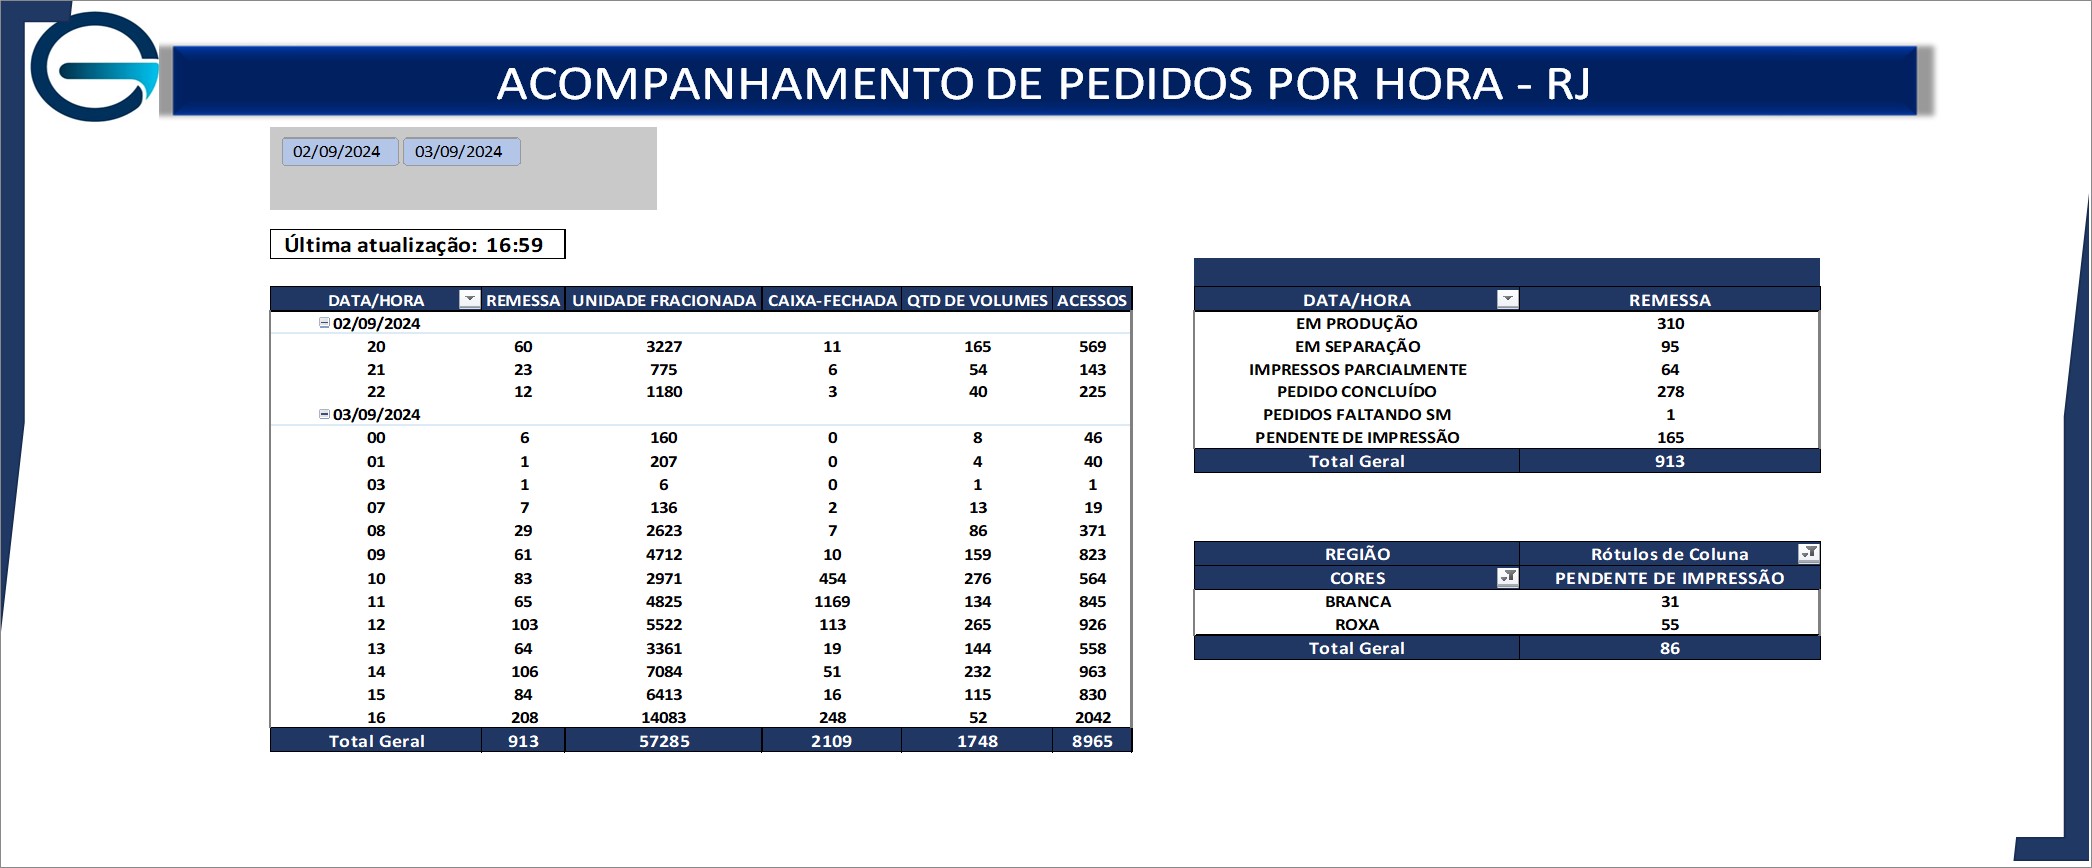 ACOMPANHAMENTO DE PEDIDOS POR HORA - RJ
02/09/2024 03/09/2024
Última atualização: 16:59
DATA/HORA REMESSA UNIDADE FRACIONADA CAIXA-FECHADA QTD DE VOLUMES ACESSOS
02/09/2024
20 60 3227 11 165 569
21 23 775 6 54 143
22 12 1180 3 40 225
03/09/2024
00 6 160 0 8 46
01 1 207 0 4 40
03 1 6 0 1 1
07 7 136 2 13 19
08 29 2623 7 86 371
09 61 4712 10 159 823
10 83 2971 454 276 564
11 65 4825 1169 134 845
12 103 5522 113 265 926
13 64 3361 19 144 558
14 106 7084 51 232 963
15 84 6413 16 115 830
16 208 14083 248 52 2042
Total Geral 913 57285 2109 1748 8965
DATA/HORA REMESSA
EM PRODUÇÃO 310
EM SEPARAÇÃO 95
IMPRESSOS PARCIALMENTE 64
PEDIDO CONCLUÍDO 278
PEDIDOS FALTANDO SM 1
PENDENTE DE IMPRESSÃO 165
Total Geral 913
REGIÃO Rótulos de Coluna
CORES PENDENTE DE IMPRESSÃO
BRANCA 31
ROXA 55
Total Geral 86